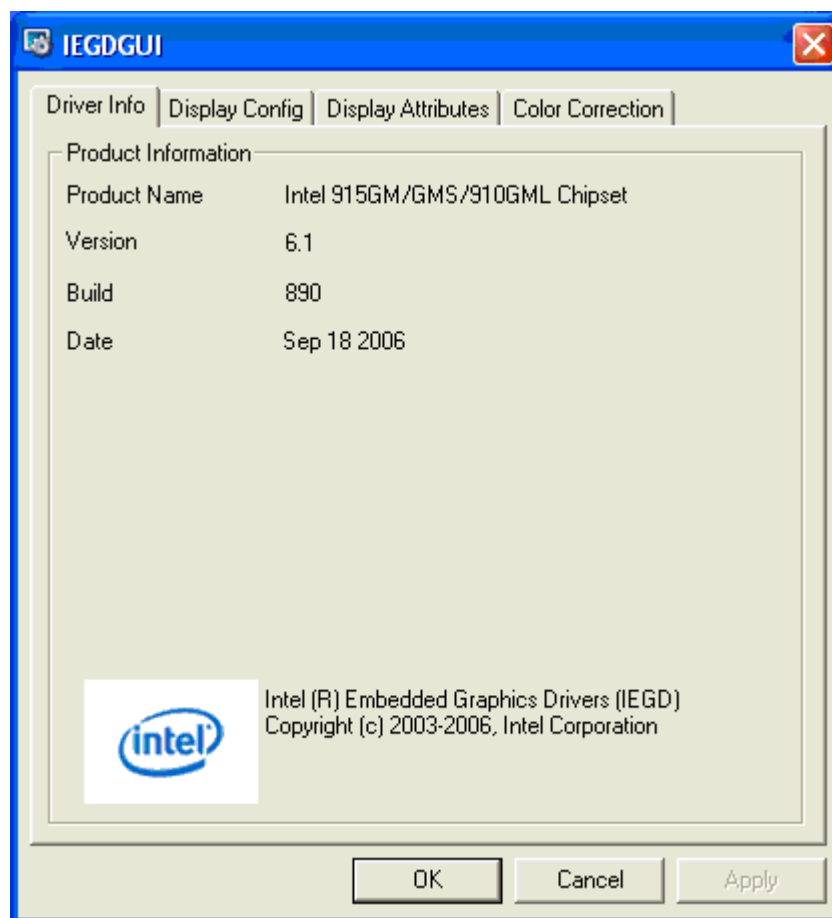 IEGDGUI
Driver Info Display Config Display Attributes Color Correction
Product Information
Product Name Intel 915GM/GMS/910GML Chipset
Version 6.1
Build 890
Date Sep 18 2006
intel
Intel (R) Embedded Graphics Drivers (IEGD)
Copyright (c) 2003-2006, Intel Corporation
OK Cancel Apply